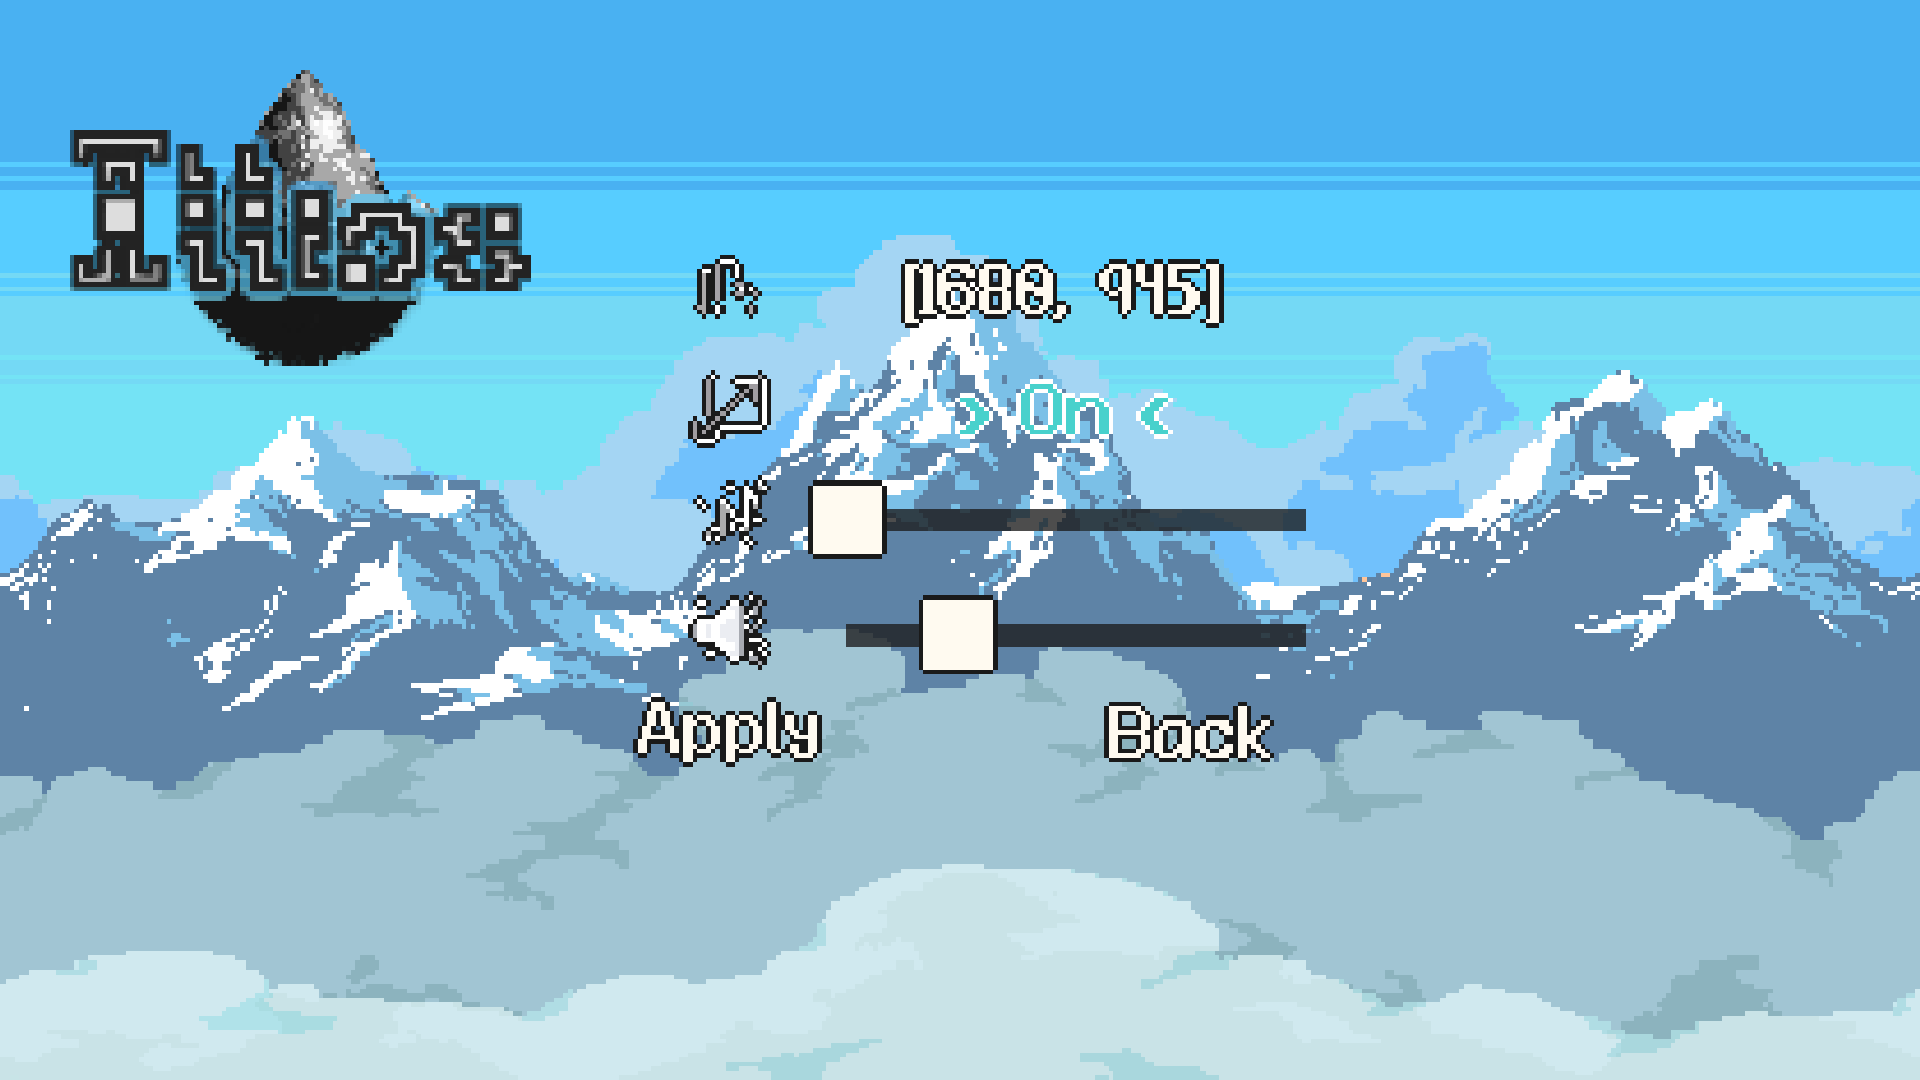 [1680, 945]
> On <
Apply
Back